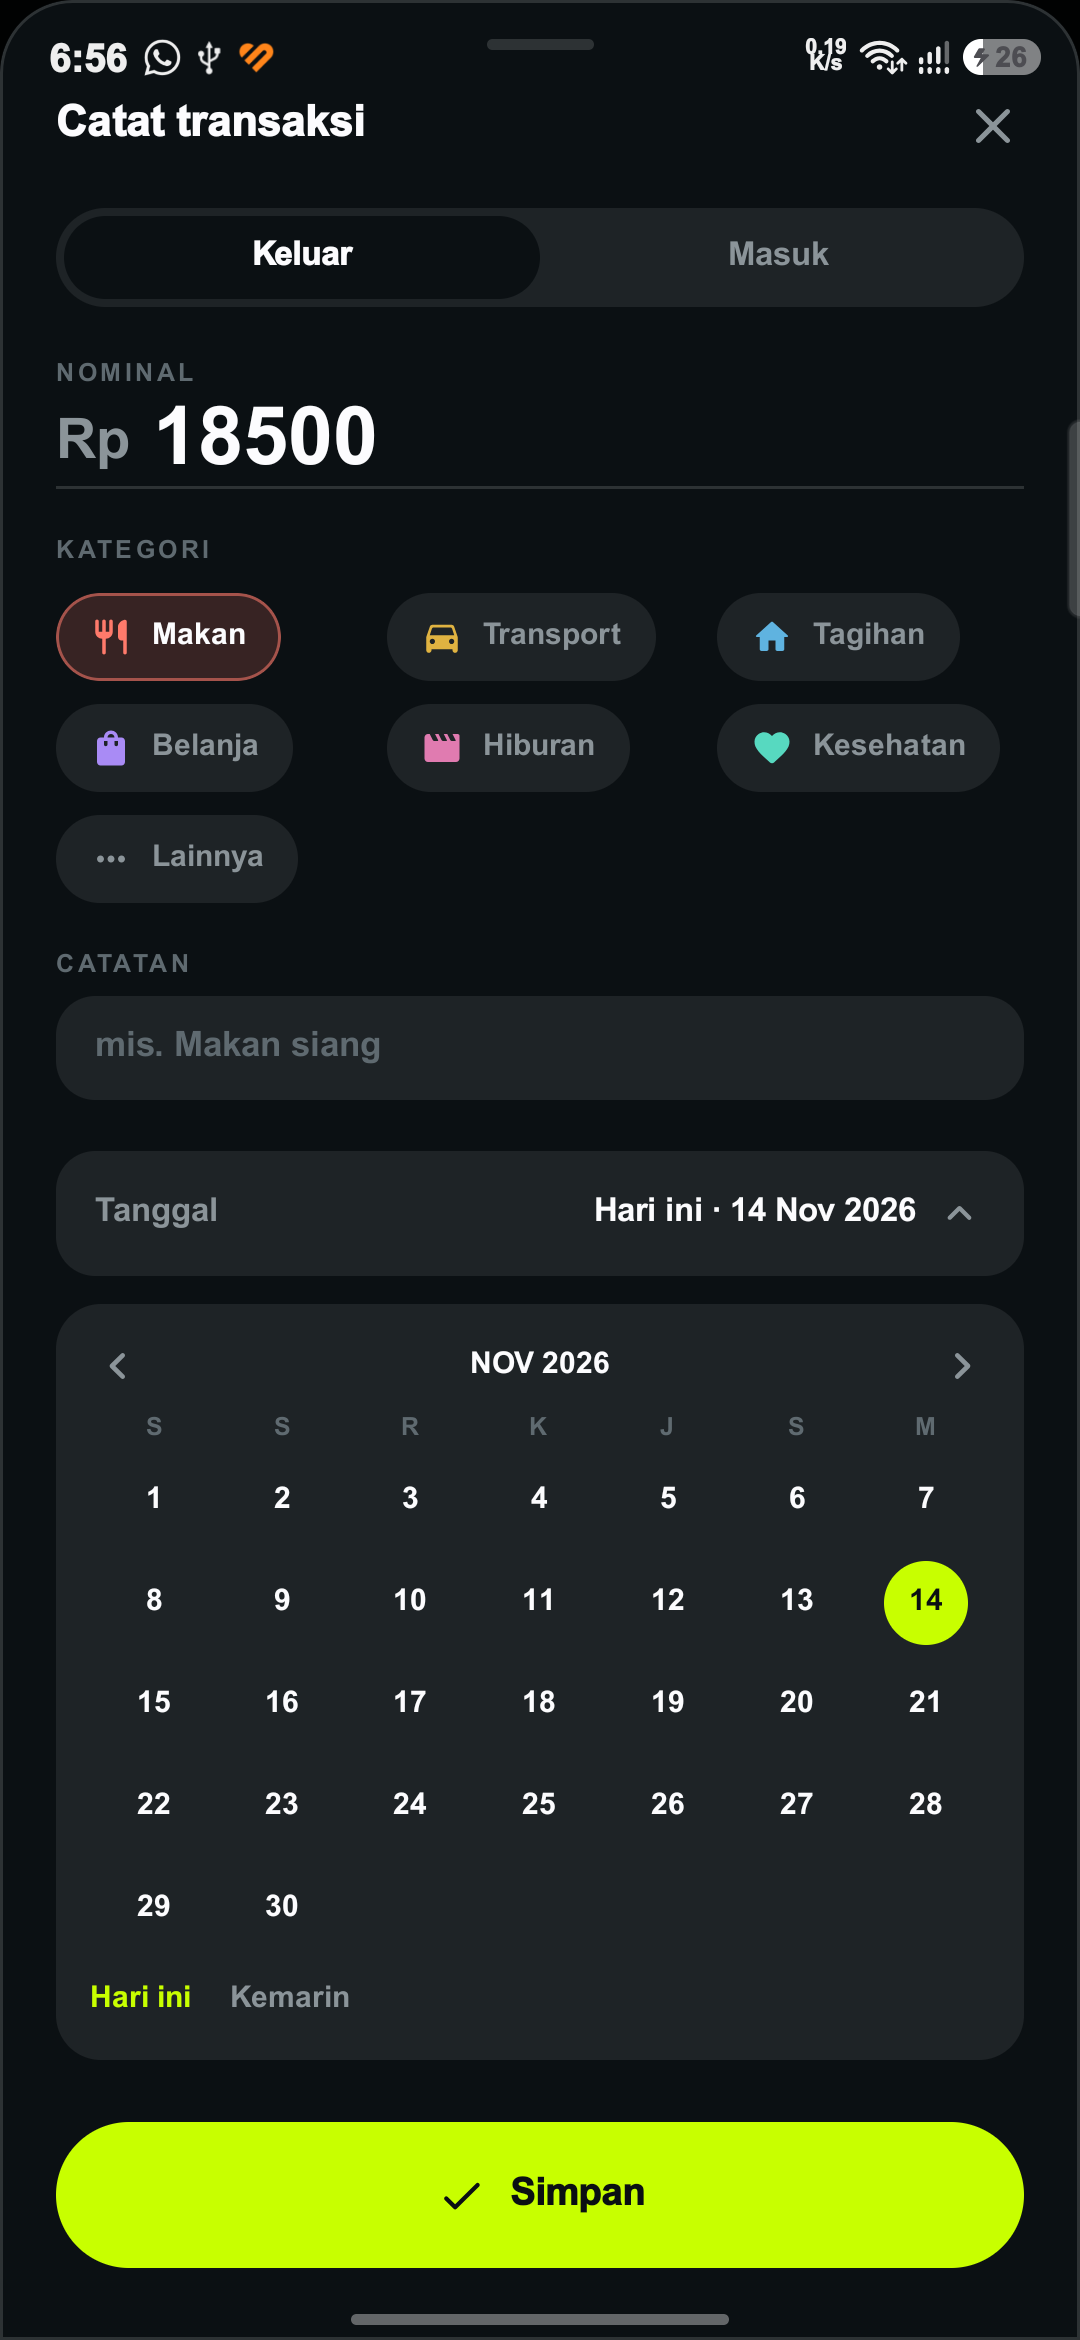 6:56 0.19 K/s 26
Catat transaksi
Keluar Masuk
NOMINAL
Rp 18500
KATEGORI
Makan Transport Tagihan
Belanja Hiburan Kesehatan
Lainnya
CATATAN
mis. Makan siang
Tanggal Hari ini · 14 Nov 2026
NOV 2026
S S R K J S M
1 2 3 4 5 6 7
8 9 10 11 12 13 14
15 16 17 18 19 20 21
22 23 24 25 26 27 28
29 30
Hari ini Kemarin
Simpan